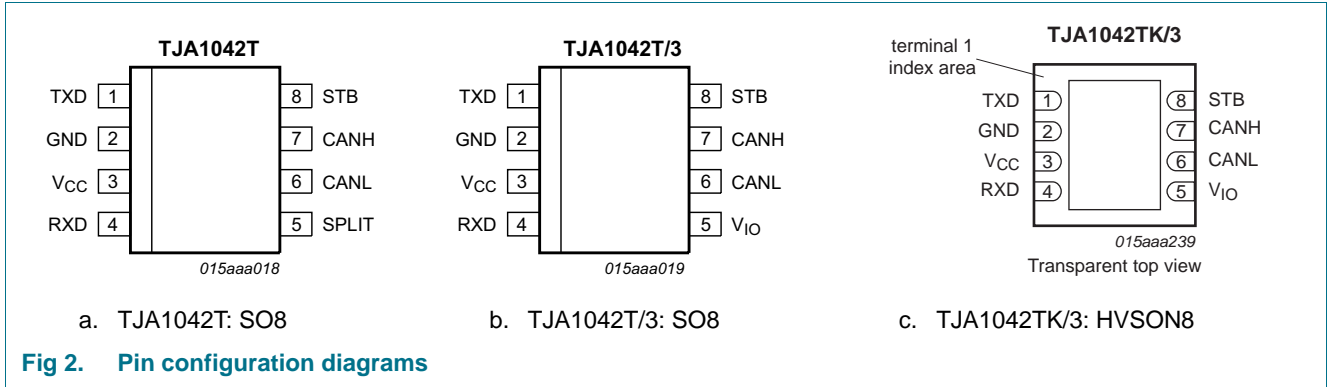 TJA1042T
TXD 1
GND 2
VCC 3
RXD 4
8 STB
7 CANH
6 CANL
5 SPLIT
015aaa018
a. TJA1042T: SO8
TJA1042T/3
TXD 1
GND 2
VCC 3
RXD 4
8 STB
7 CANH
6 CANL
5 VIO
015aaa019
b. TJA1042T/3: SO8
TJA1042TK/3
terminal 1
index area
TXD 1
GND 2
VCC 3
RXD 4
8 STB
7 CANH
6 CANL
5 VIO
015aaa239
Transparent top view
c. TJA1042TK/3: HVSON8
Fig 2. Pin configuration diagrams